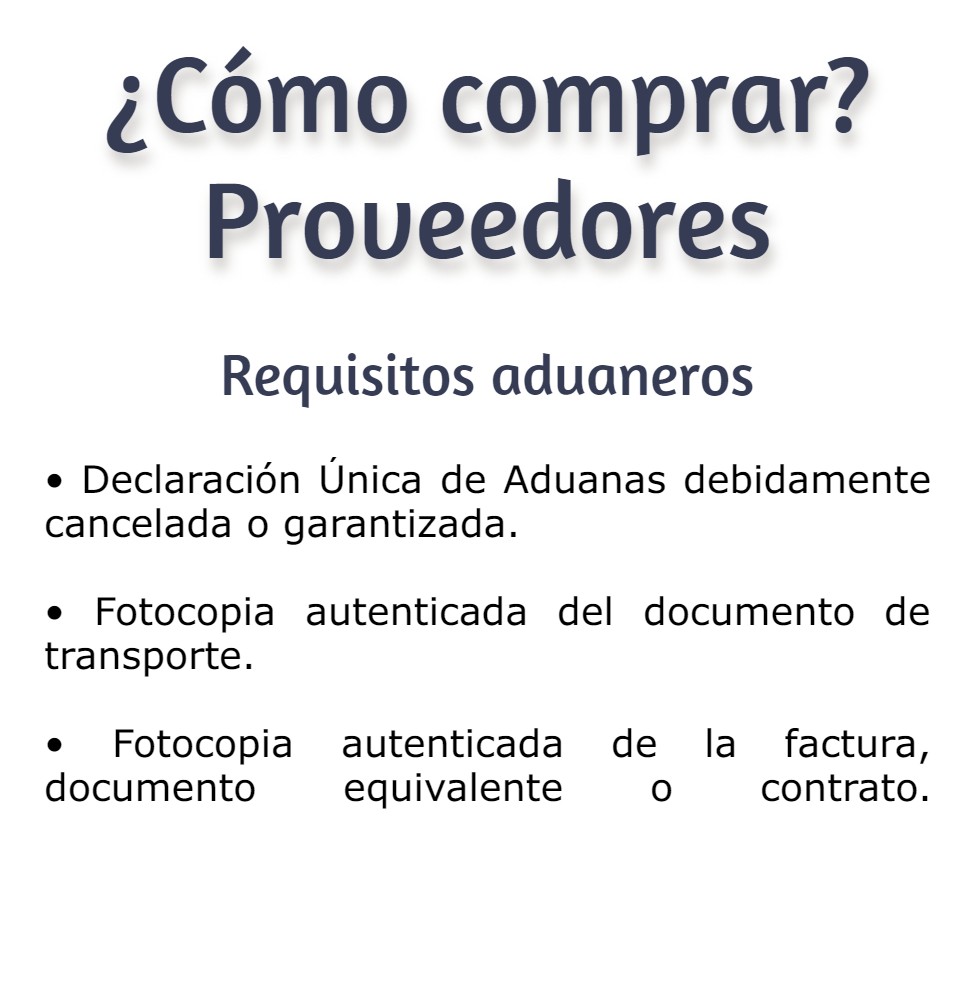 ¿Cómo comprar?
Proveedores
Requisitos aduaneros
• Declaración Única de Aduanas debidamente
cancelada o garantizada.
• Fotocopia autenticada del documento de
transporte.
• Fotocopia autenticada de la factura,
documento equivalente o contrato.